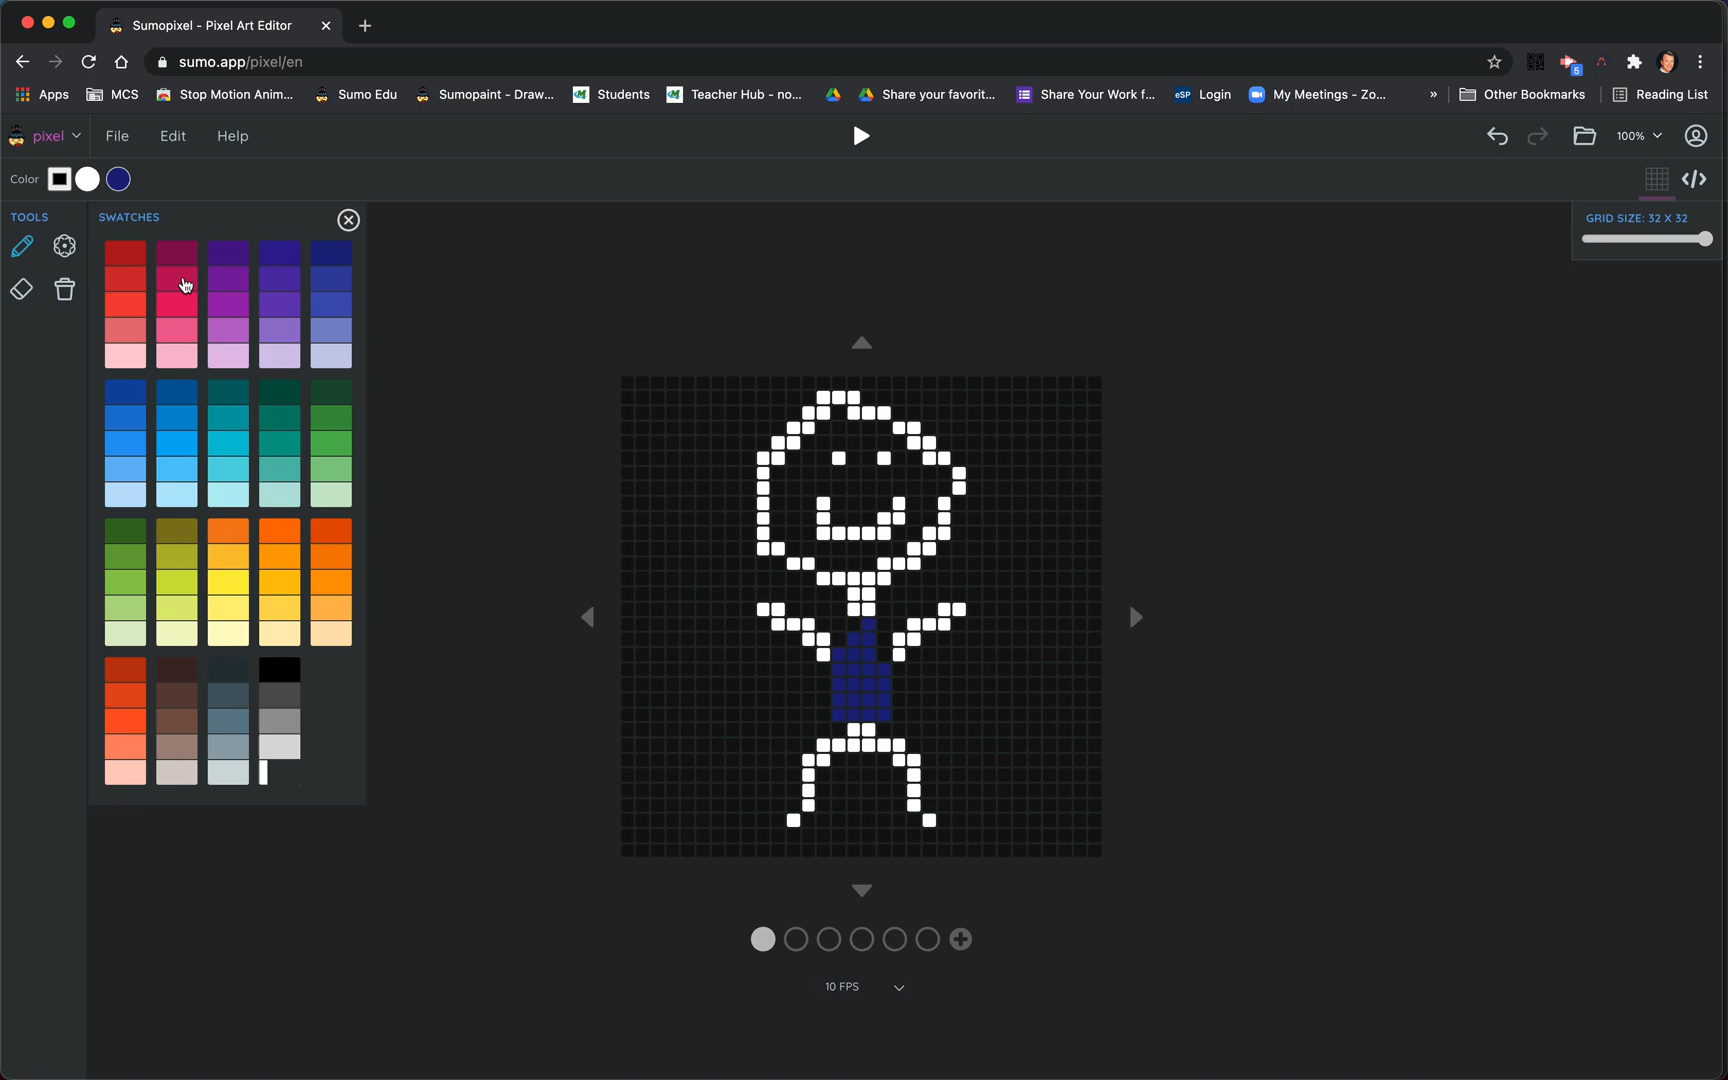 Sumopixel - Pixel Art Editor
sumo.app/pixel/en
5
Apps MCS Stop Motion Anim... Sumo Edu Sumopaint - Draw... Students Teacher Hub - no... Share your favorit... Share Your Work f... eSP Login My Meetings - Zo... » Other Bookmarks Reading List
pixel File Edit Help 100%
Color
TOOLS SWATCHES GRID SIZE: 32 X 32
10 FPS